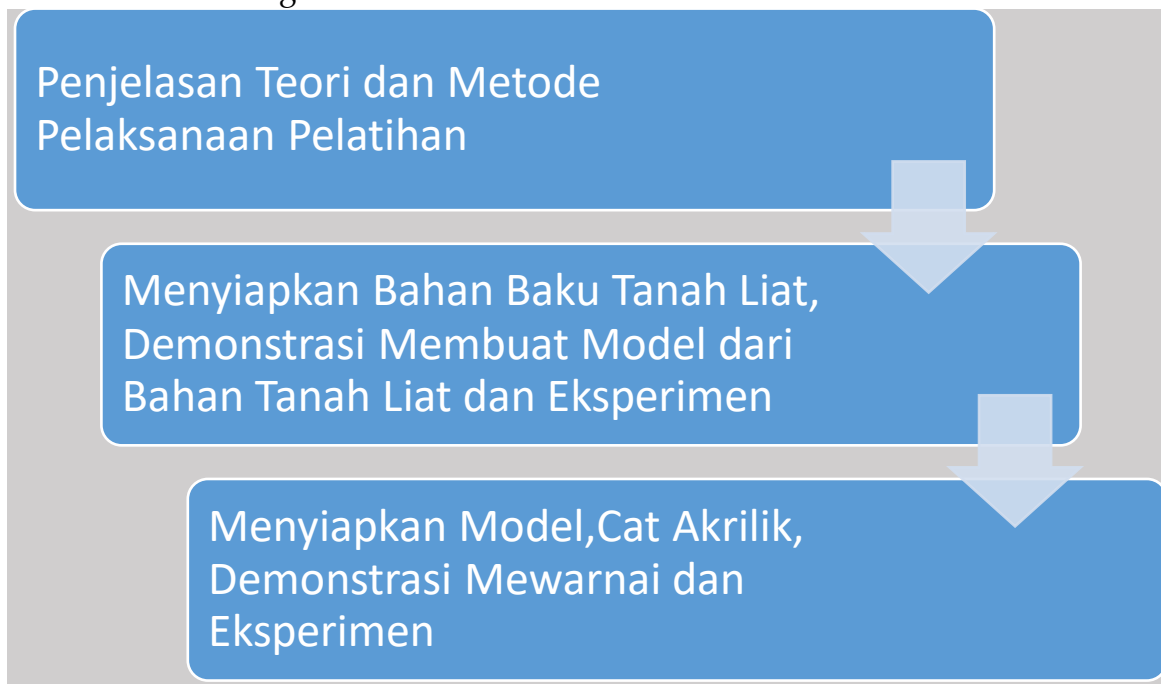 Penjelasan Teori dan Metode
Pelaksanaan Pelatihan
Menyiapkan Bahan Baku Tanah Liat,
Demonstrasi Membuat Model dari
Bahan Tanah Liat dan Eksperimen
Menyiapkan Model,Cat Akrilik,
Demonstrasi Mewarnai dan
Eksperimen